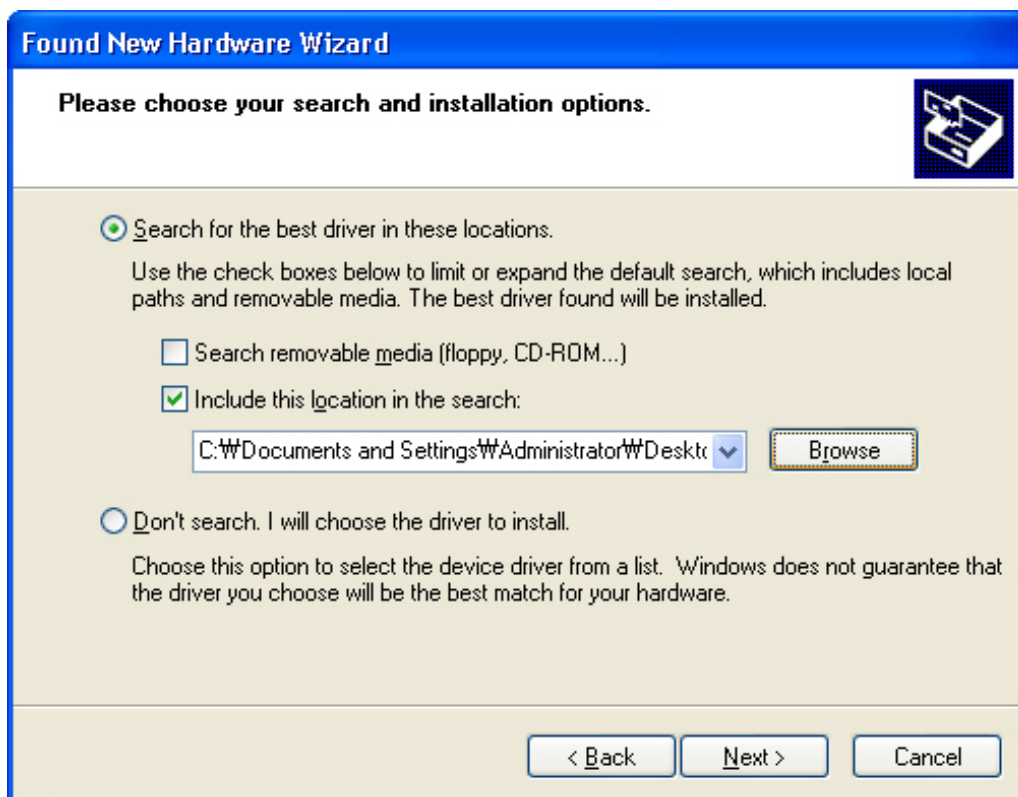 Found New Hardware Wizard
Please choose your search and installation options.
Search for the best driver in these locations.
Use the check boxes below to limit or expand the default search, which includes local
paths and removable media. The best driver found will be installed.
Search removable media (floppy, CD-ROM...)
Include this location in the search:
C:₩Documents and Settings₩Administrator₩Deskto
Browse
Don't search. I will choose the driver to install.
Choose this option to select the device driver from a list. Windows does not guarantee that
the driver you choose will be the best match for your hardware.
< Back
Next >
Cancel